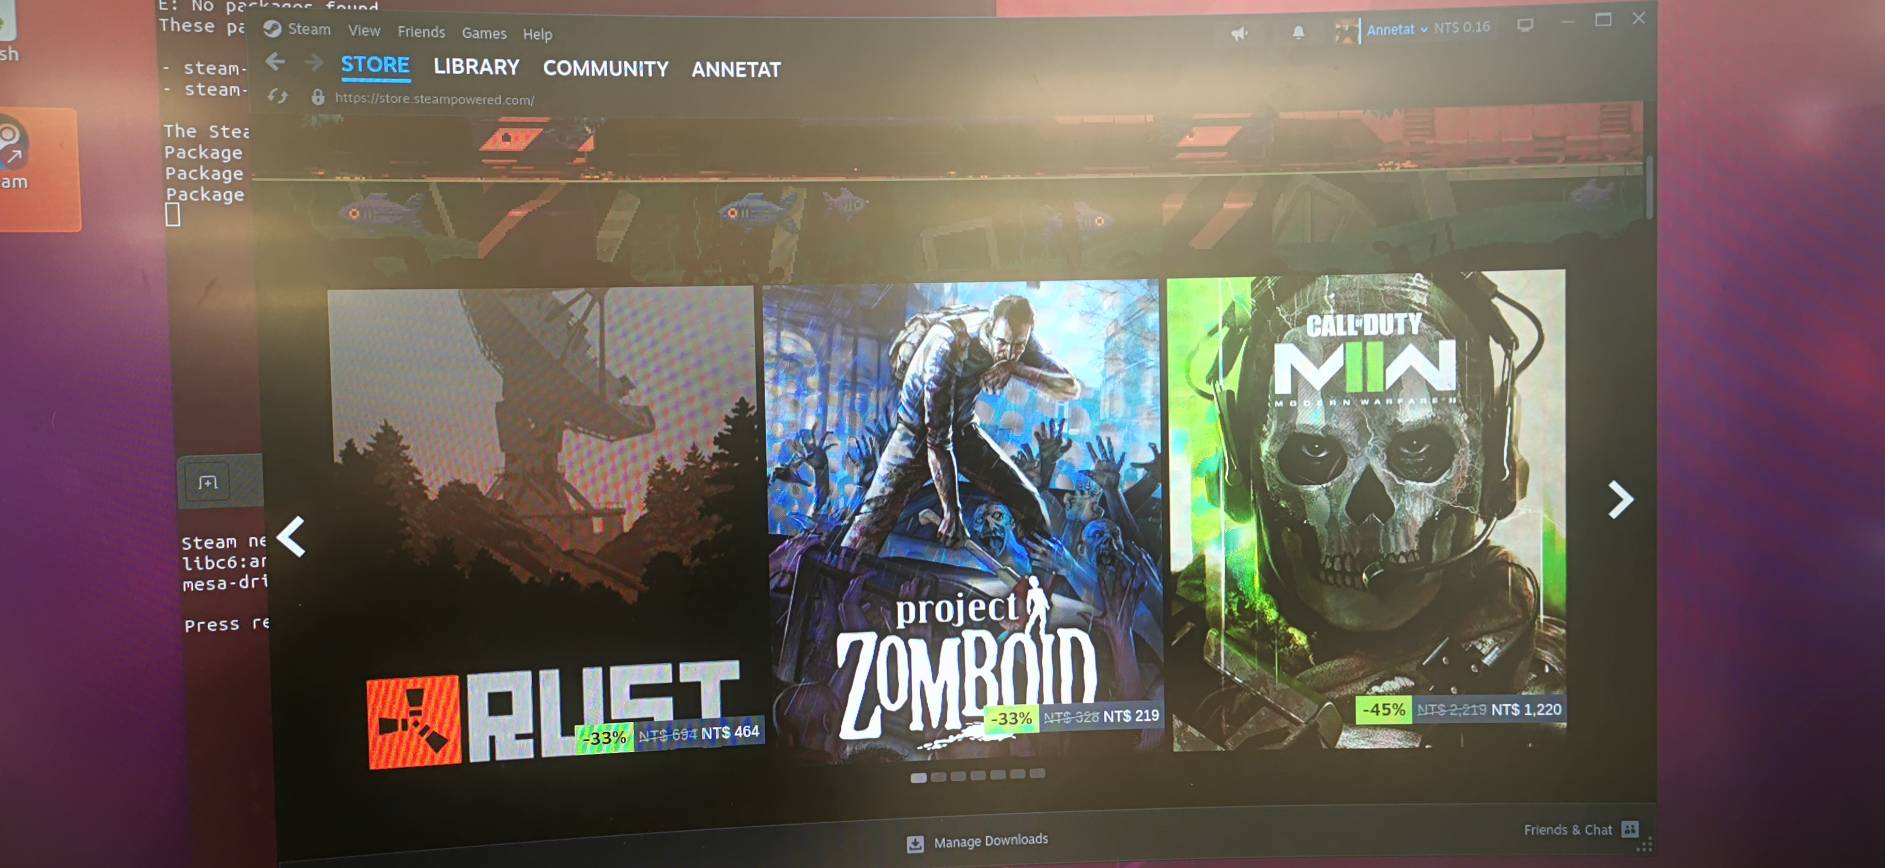 E: No packages found
These pa
- steam-
- steam-
The Stea
Package
Package
Package
sh
am
Steam ne
libc6:ar
mesa-dri
Press re
Steam View Friends Games Help
Annetat NT$ 0.16
STORE LIBRARY COMMUNITY ANNETAT
https://store.steampowered.com/
RUST
-33% NT$ 694 NT$ 464
project
ZOMBOID
-33% NT$ 328 NT$ 219
CALL OF DUTY
MWII
MODERN WARFARE II
-45% NT$ 2,219 NT$ 1,220
Manage Downloads
Friends & Chat